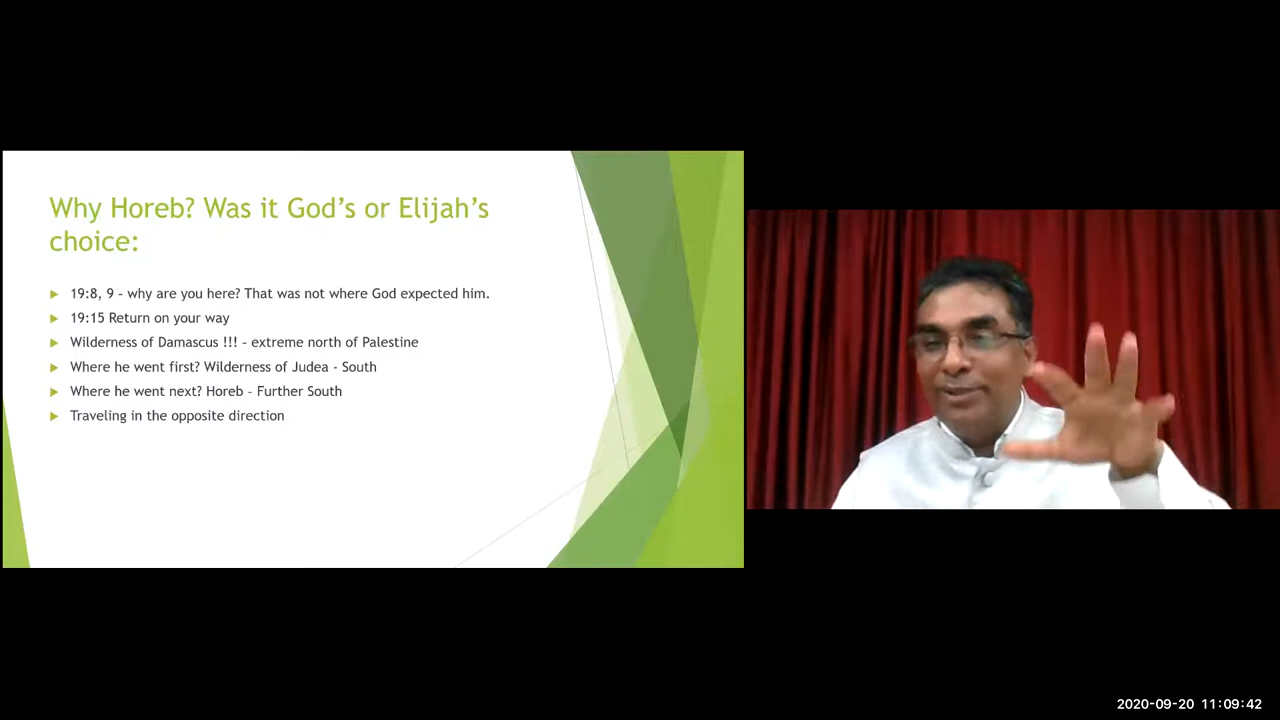 Why Horeb? Was it God's or Elijah's
choice:
19:8, 9 – why are you here? That was not where God expected him.
19:15 Return on your way
Wilderness of Damascus !!! – extreme north of Palestine
Where he went first? Wilderness of Judea - South
Where he went next? Horeb – Further South
Traveling in the opposite direction
2020-09-20 11:09:42